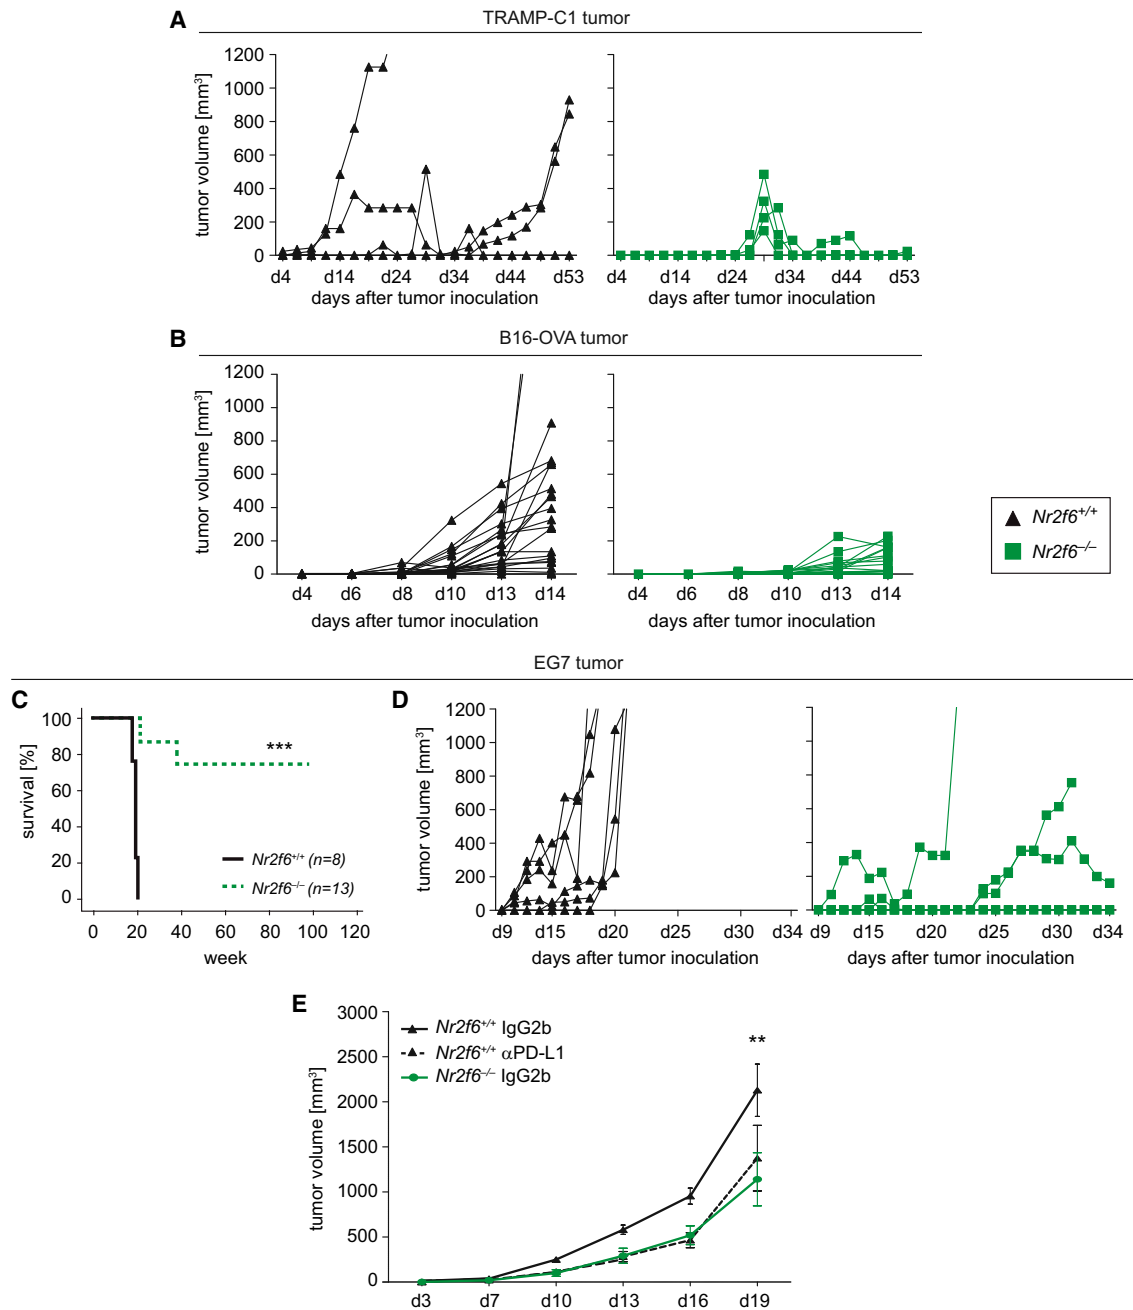 A
TRAMP-C1 tumor
tumor volume [mm³]
1200
1000
800
600
400
200
0
d4 d14 d24 d34 d44 d53
days after tumor inoculation
d4 d14 d24 d34 d44 d53
days after tumor inoculation
B
B16-OVA tumor
tumor volume [mm³]
1200
1000
800
600
400
200
0
d4 d6 d8 d10 d13 d14
days after tumor inoculation
d4 d6 d8 d10 d13 d14
days after tumor inoculation
Nr2f6+/+
Nr2f6−/−
EG7 tumor
C
survival [%]
100
80
60
40
20
0
***
Nr2f6+/+ (n=8)
Nr2f6−/− (n=13)
0 20 40 60 80 100 120
week
D
tumor volume [mm³]
1200
1000
800
600
400
200
0
d9 d15 d20 d25 d30 d34
days after tumor inoculation
d9 d15 d20 d25 d30 d34
days after tumor inoculation
E
tumor volume [mm³]
3000
2500
2000
1500
1000
500
0
Nr2f6+/+ IgG2b
Nr2f6+/+ αPD-L1
Nr2f6−/− IgG2b
**
d3 d7 d10 d13 d16 d19